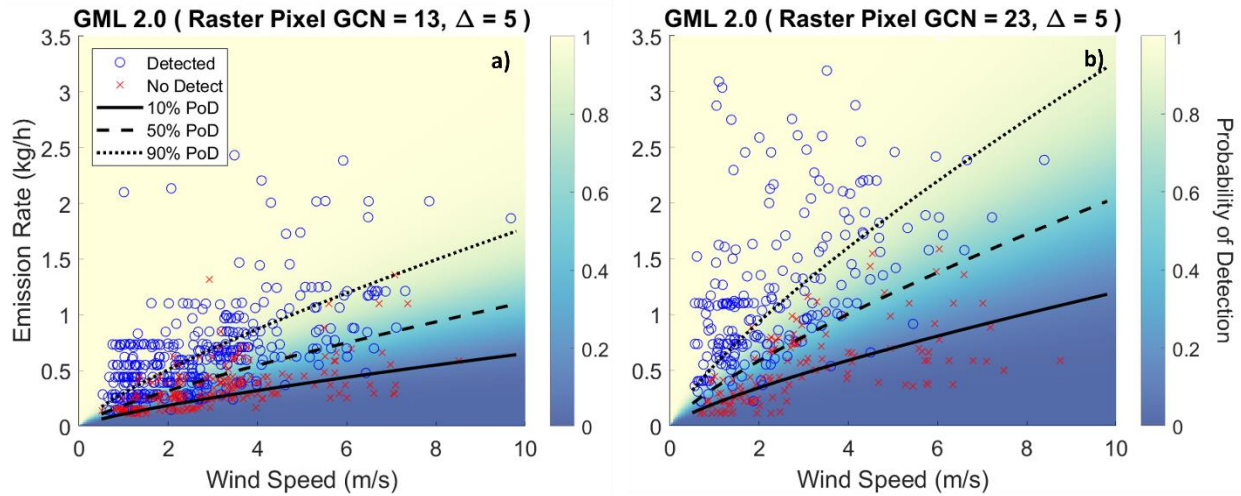 GML 2.0 ( Raster Pixel GCN = 13, Δ = 5)
3.5
3
2.5
2
1.5
1
0.5
0
Emission Rate (kg/h)
Detected
No Detect
10% PoD
50% PoD
90% PoD
a)
0 2 4 6 8 10
Wind Speed (m/s)
1
0.8
0.6
0.4
0.2
0
GML 2.0 ( Raster Pixel GCN = 23, Δ = 5)
3.5
3
2.5
2
1.5
1
0.5
0
b)
0 2 4 6 8 10
Wind Speed (m/s)
1
0.8
0.6
0.4
0.2
0
Probability of Detection